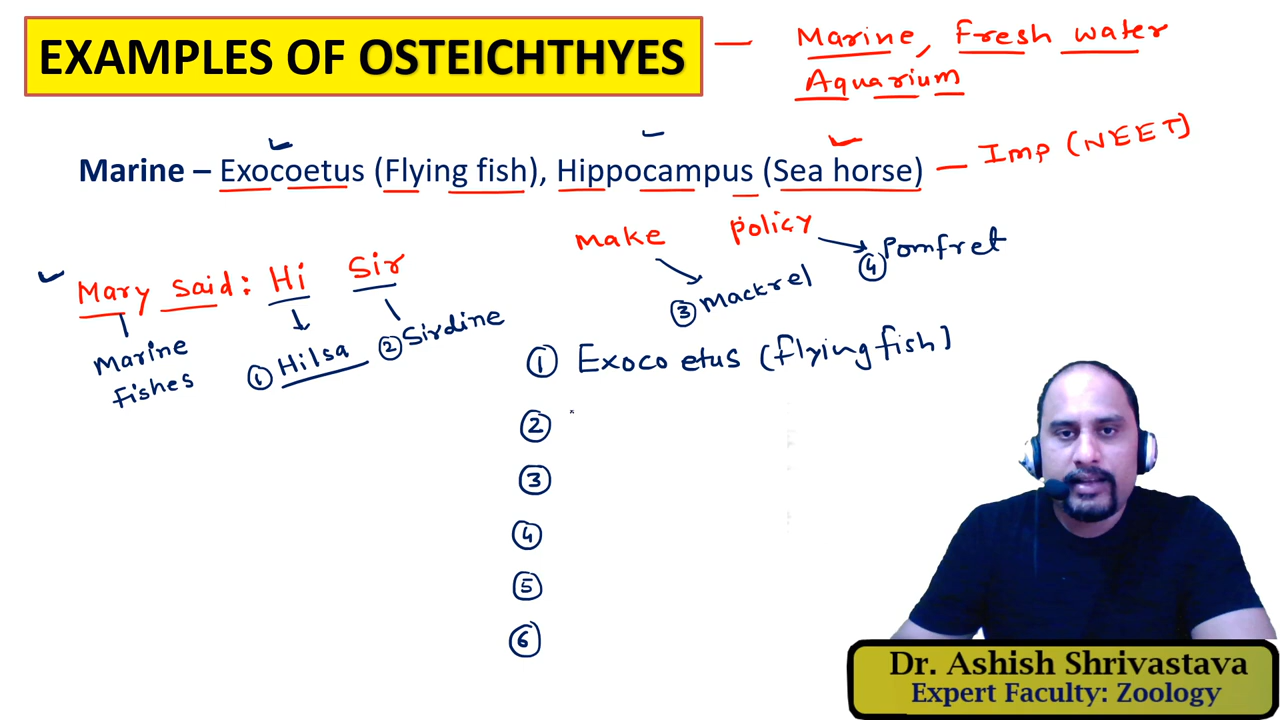 EXAMPLES OF OSTEICHTHYES — Marine, Fresh water
Aquarium
Marine – Exocoetus (Flying fish), Hippocampus (Sea horse) — Imp (NEET)
Mary said: Hi Sir make policy
Marine Fishes
① Hilsa ② Sirdine
③ Mackrel
④ Pomfret
① Exocoetus (flying fish)
②
③
④
⑤
⑥
Dr. Ashish Shrivastava
Expert Faculty: Zoology